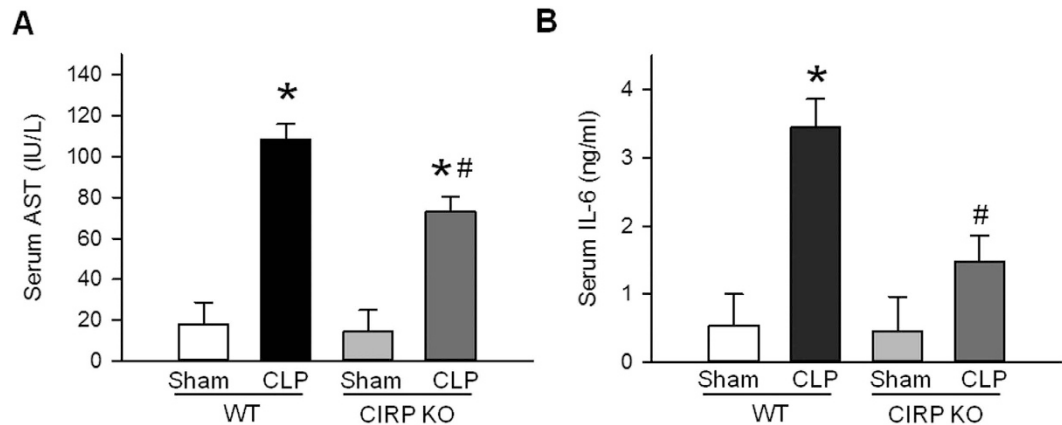 A
Serum AST (IU/L)
140
120
100
80
60
40
20
0
*
* #
Sham CLP Sham CLP
WT CIRP KO
B
Serum IL-6 (ng/ml)
4
3
2
1
0
*
#
Sham CLP Sham CLP
WT CIRP KO